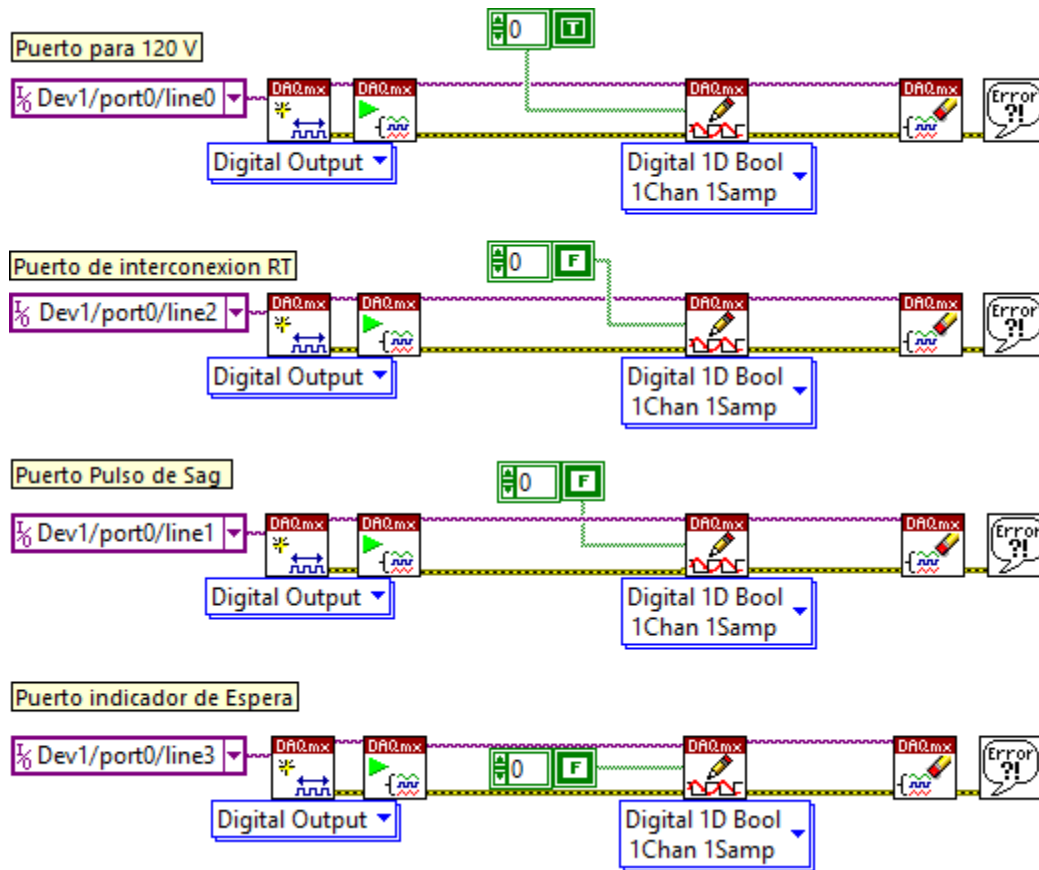 Puerto para 120 V
0 T
I/O Dev1/port0/line0
DAQmx DAQmx DAQmx DAQmx Error ?!
Digital Output
Digital 1D Bool
1Chan 1Samp
Puerto de interconexion RT
0 F
I/O Dev1/port0/line2
DAQmx DAQmx DAQmx DAQmx Error ?!
Digital Output
Digital 1D Bool
1Chan 1Samp
Puerto Pulso de Sag
0 F
I/O Dev1/port0/line1
DAQmx DAQmx DAQmx DAQmx Error ?!
Digital Output
Digital 1D Bool
1Chan 1Samp
Puerto indicador de Espera
I/O Dev1/port0/line3
DAQmx DAQmx DAQmx DAQmx Error ?!
0 F
Digital Output
Digital 1D Bool
1Chan 1Samp